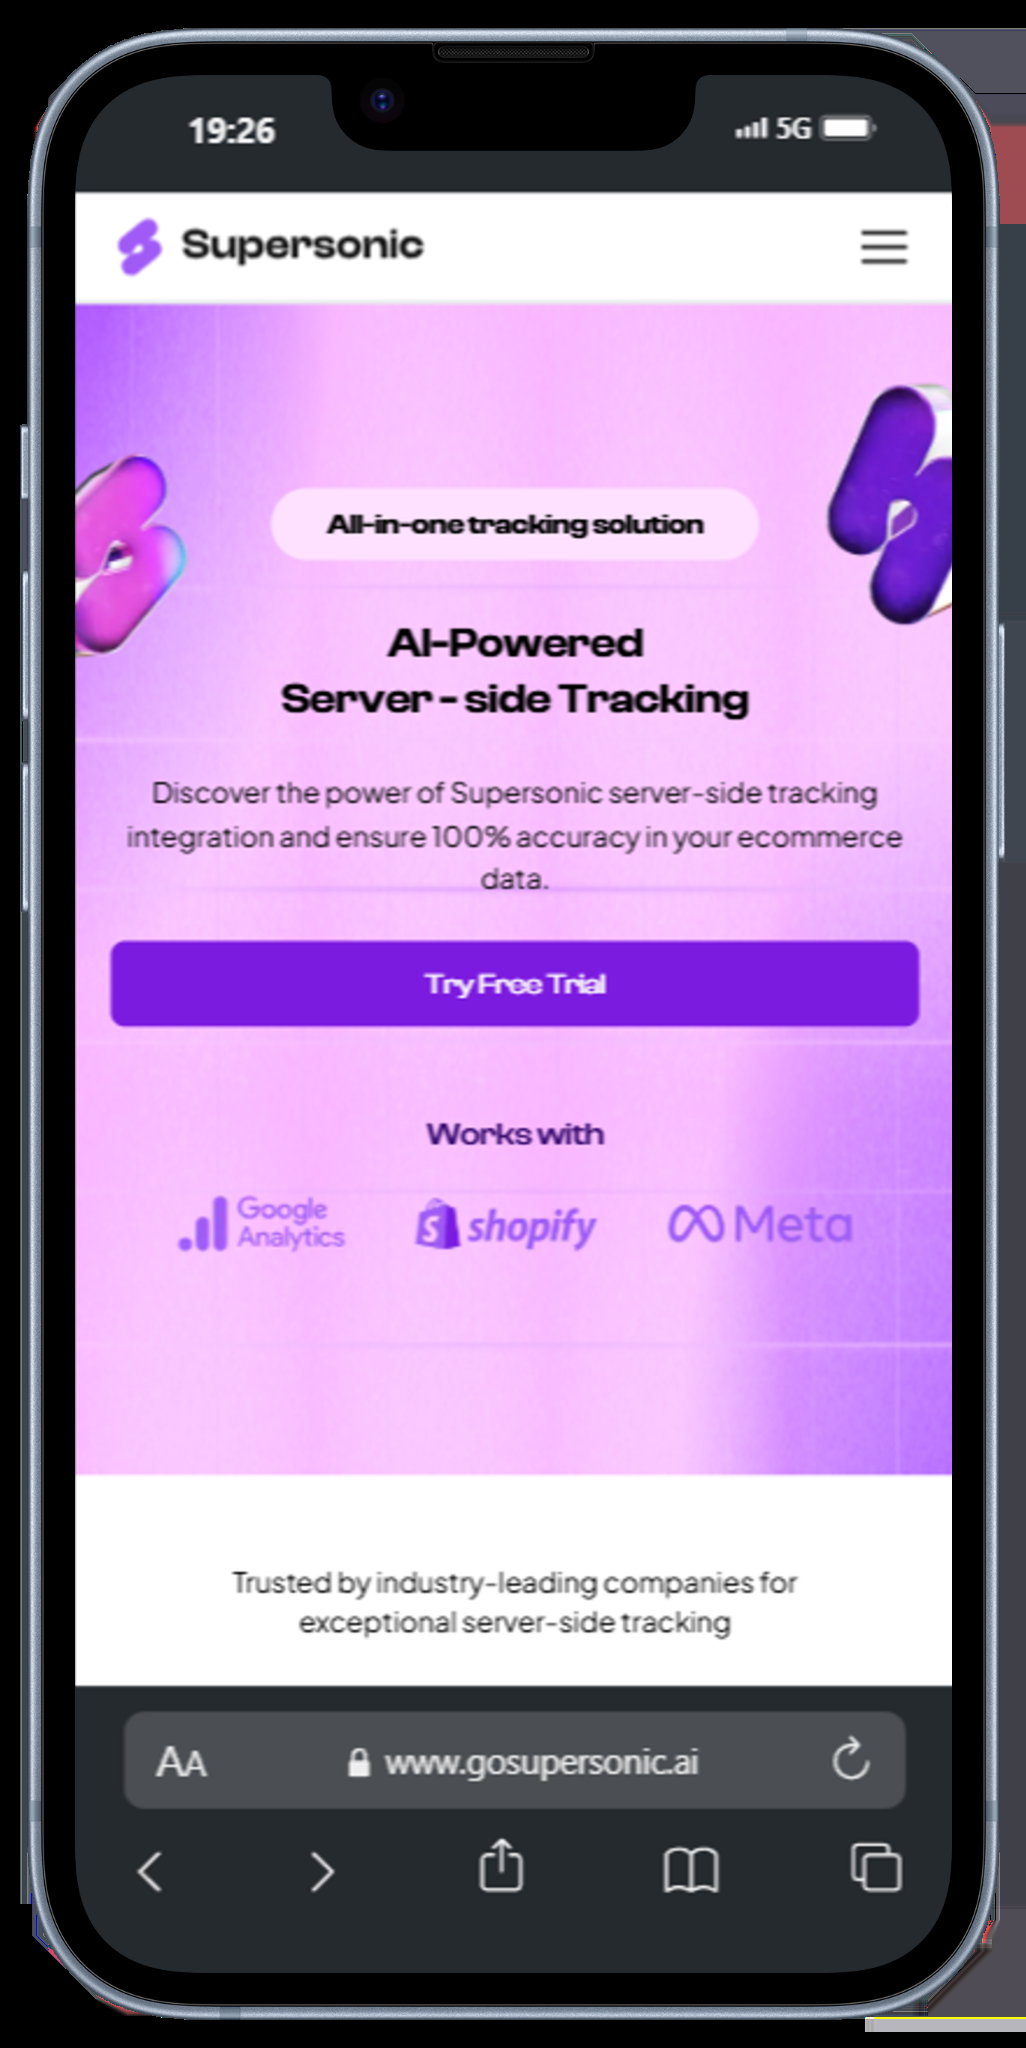 19:26
5G
Supersonic
All-in-one tracking solution
AI-Powered
Server - side Tracking
Discover the power of Supersonic server-side tracking
integration and ensure 100% accuracy in your ecommerce
data.
Try Free Trial
Works with
Google
Analytics
shopify
Meta
Trusted by industry-leading companies for
exceptional server-side tracking
AA
www.gosupersonic.ai